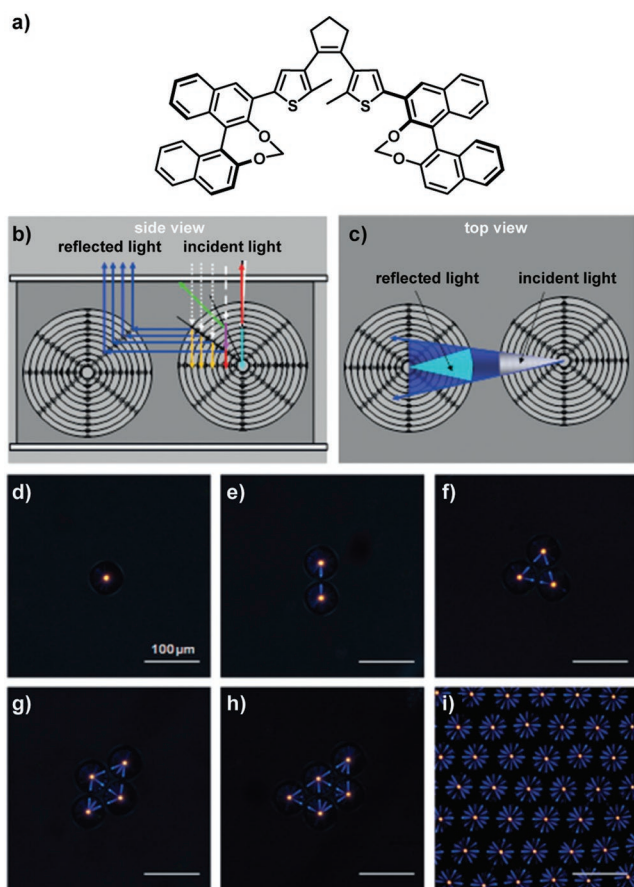 a)
S
S
O
O
O
O
b)
side view
reflected light
incident light
c)
top view
reflected light
incident light
d)
100 µm
e)
f)
g)
h)
i)